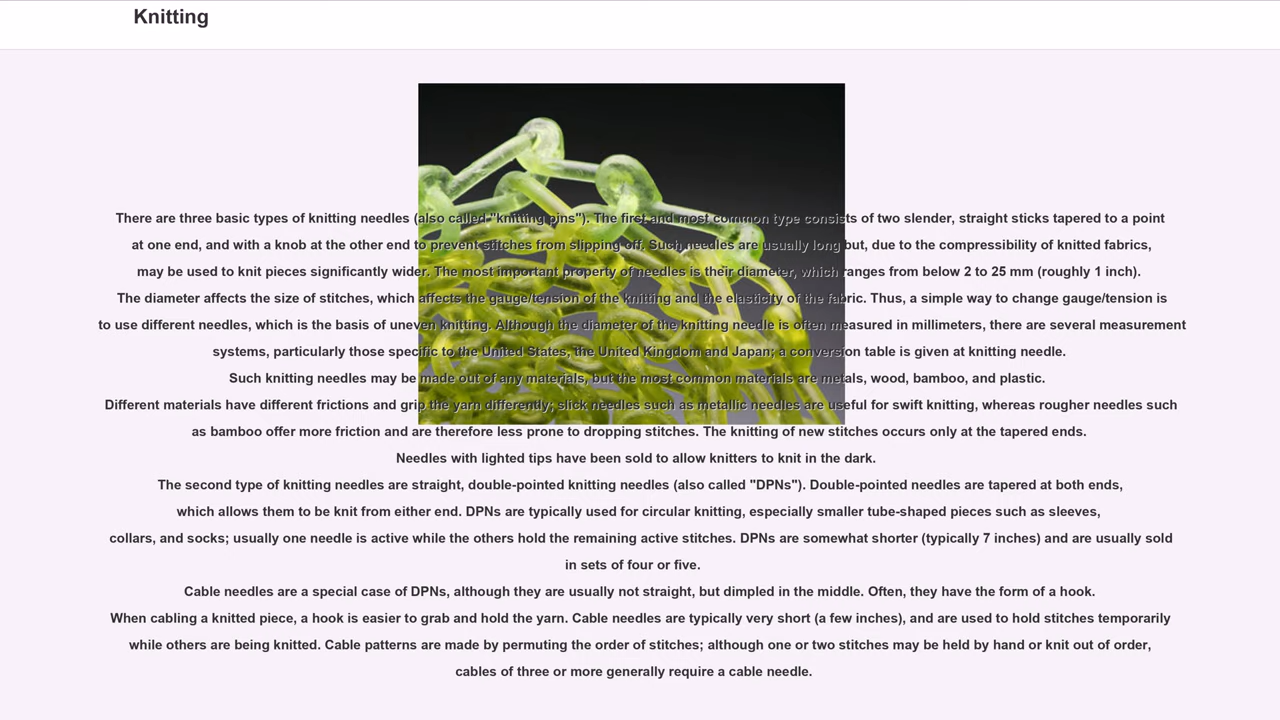 Knitting
There are three basic types of knitting needles (also called "knitting pins"). The first and most common type consists of two slender, straight sticks tapered to a point
at one end, and with a knob at the other end to prevent stitches from slipping off. Such needles are usually long but, due to the compressibility of knitted fabrics,
may be used to knit pieces significantly wider. The most important property of needles is their diameter, which ranges from below 2 to 25 mm (roughly 1 inch).
The diameter affects the size of stitches, which affects the gauge/tension of the knitting and the elasticity of the fabric. Thus, a simple way to change gauge/tension is
to use different needles, which is the basis of uneven knitting. Although the diameter of the knitting needle is often measured in millimeters, there are several measurement
systems, particularly those specific to the United States, the United Kingdom and Japan; a conversion table is given at knitting needle.
Such knitting needles may be made out of any materials, but the most common materials are metals, wood, bamboo, and plastic.
Different materials have different frictions and grip the yarn differently; slick needles such as metallic needles are useful for swift knitting, whereas rougher needles such
as bamboo offer more friction and are therefore less prone to dropping stitches. The knitting of new stitches occurs only at the tapered ends.
Needles with lighted tips have been sold to allow knitters to knit in the dark.
The second type of knitting needles are straight, double-pointed knitting needles (also called "DPNs"). Double-pointed needles are tapered at both ends,
which allows them to be knit from either end. DPNs are typically used for circular knitting, especially smaller tube-shaped pieces such as sleeves,
collars, and socks; usually one needle is active while the others hold the remaining active stitches. DPNs are somewhat shorter (typically 7 inches) and are usually sold
in sets of four or five.
Cable needles are a special case of DPNs, although they are usually not straight, but dimpled in the middle. Often, they have the form of a hook.
When cabling a knitted piece, a hook is easier to grab and hold the yarn. Cable needles are typically very short (a few inches), and are used to hold stitches temporarily
while others are being knitted. Cable patterns are made by permuting the order of stitches; although one or two stitches may be held by hand or knit out of order,
cables of three or more generally require a cable needle.